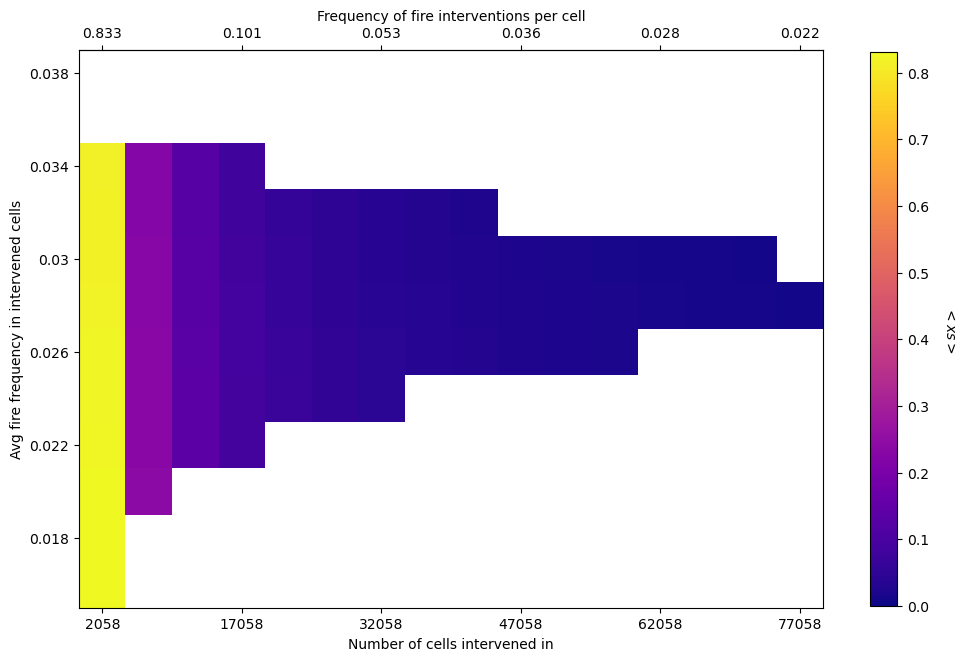 Frequency of fire interventions per cell
0.833 0.101 0.053 0.036 0.028 0.022
0.038
0.034
0.03
0.026
0.022
0.018
Avg fire frequency in intervened cells
2058 17058 32058 47058 62058 77058
Number of cells intervened in
0.8
0.7
0.6
0.5
0.4
0.3
0.2
0.1
0.0
< xs >